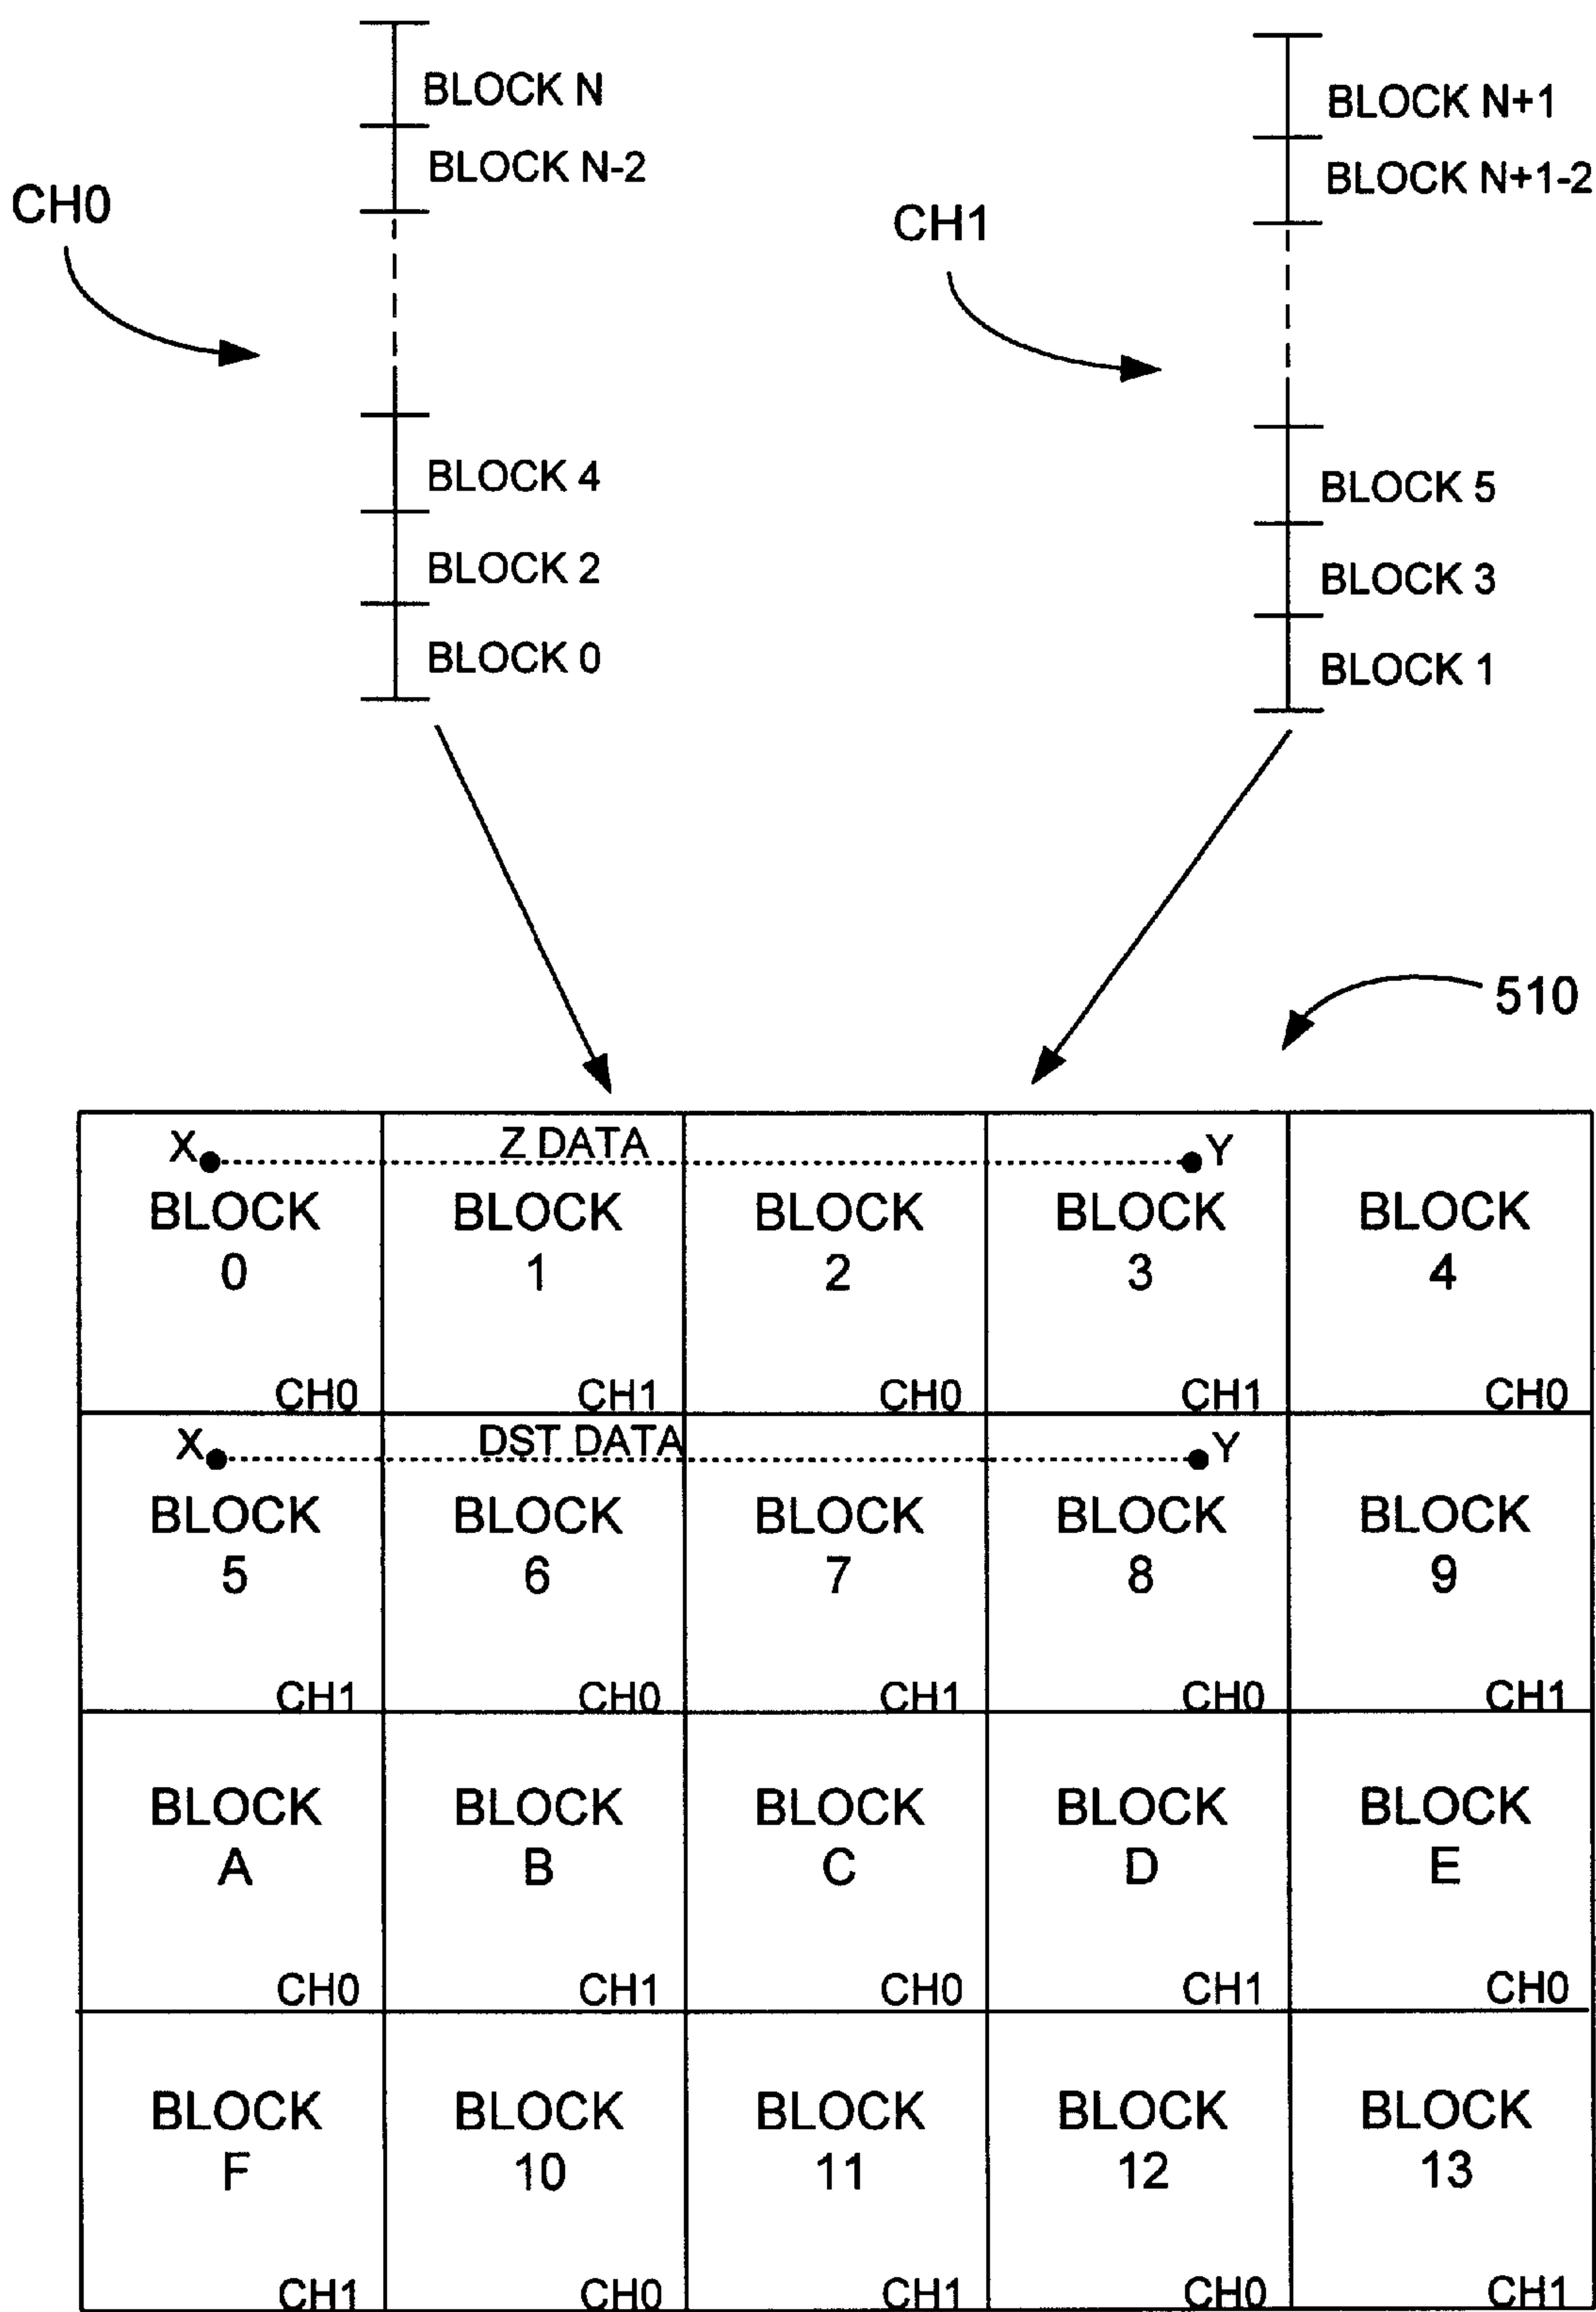 BLOCK N
BLOCK N-2
CH0
BLOCK 4
BLOCK 2
BLOCK 0
BLOCK N+1
BLOCK N+1-2
CH1
BLOCK 5
BLOCK 3
BLOCK 1
510
X Z DATA Y
BLOCK 0 CH0
BLOCK 1 CH1
BLOCK 2 CH0
BLOCK 3 CH1
BLOCK 4 CH0
X DST DATA Y
BLOCK 5 CH1
BLOCK 6 CH0
BLOCK 7 CH1
BLOCK 8 CH0
BLOCK 9 CH1
BLOCK A CH0
BLOCK B CH1
BLOCK C CH0
BLOCK D CH1
BLOCK E CH0
BLOCK F CH1
BLOCK 10 CH0
BLOCK 11 CH1
BLOCK 12 CH0
BLOCK 13 CH1